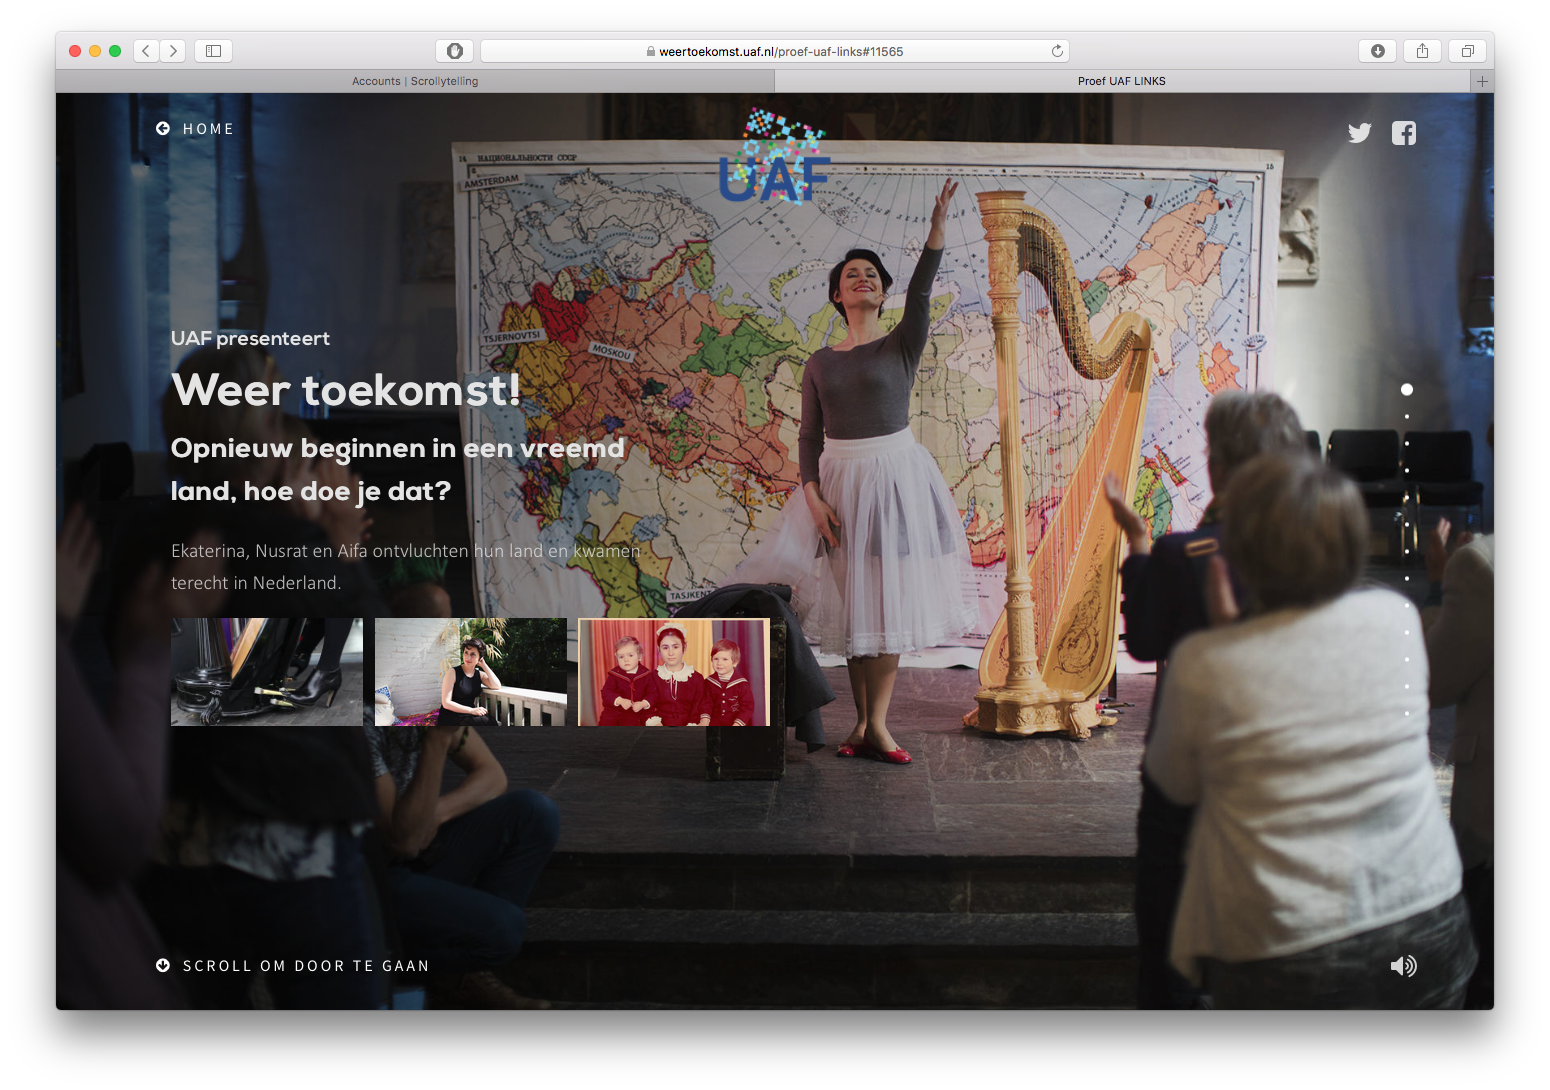 weertoekomst.uaf.nl/proef-uaf-links#11565
Accounts | Scrollytelling
Proef UAF LINKS
HOME
UAF
14 НАЦИОНАЛЬНОСТИ СССР
15
AMSTERDAM
TSJERNOVTSI
MOSKOU
TASJKENT
UAF presenteert
Weer toekomst!
Opnieuw beginnen in een vreemd
land, hoe doe je dat?
Ekaterina, Nusrat en Aifa ontvluchten hun land en kwamen
terecht in Nederland.
SCROLL OM DOOR TE GAAN